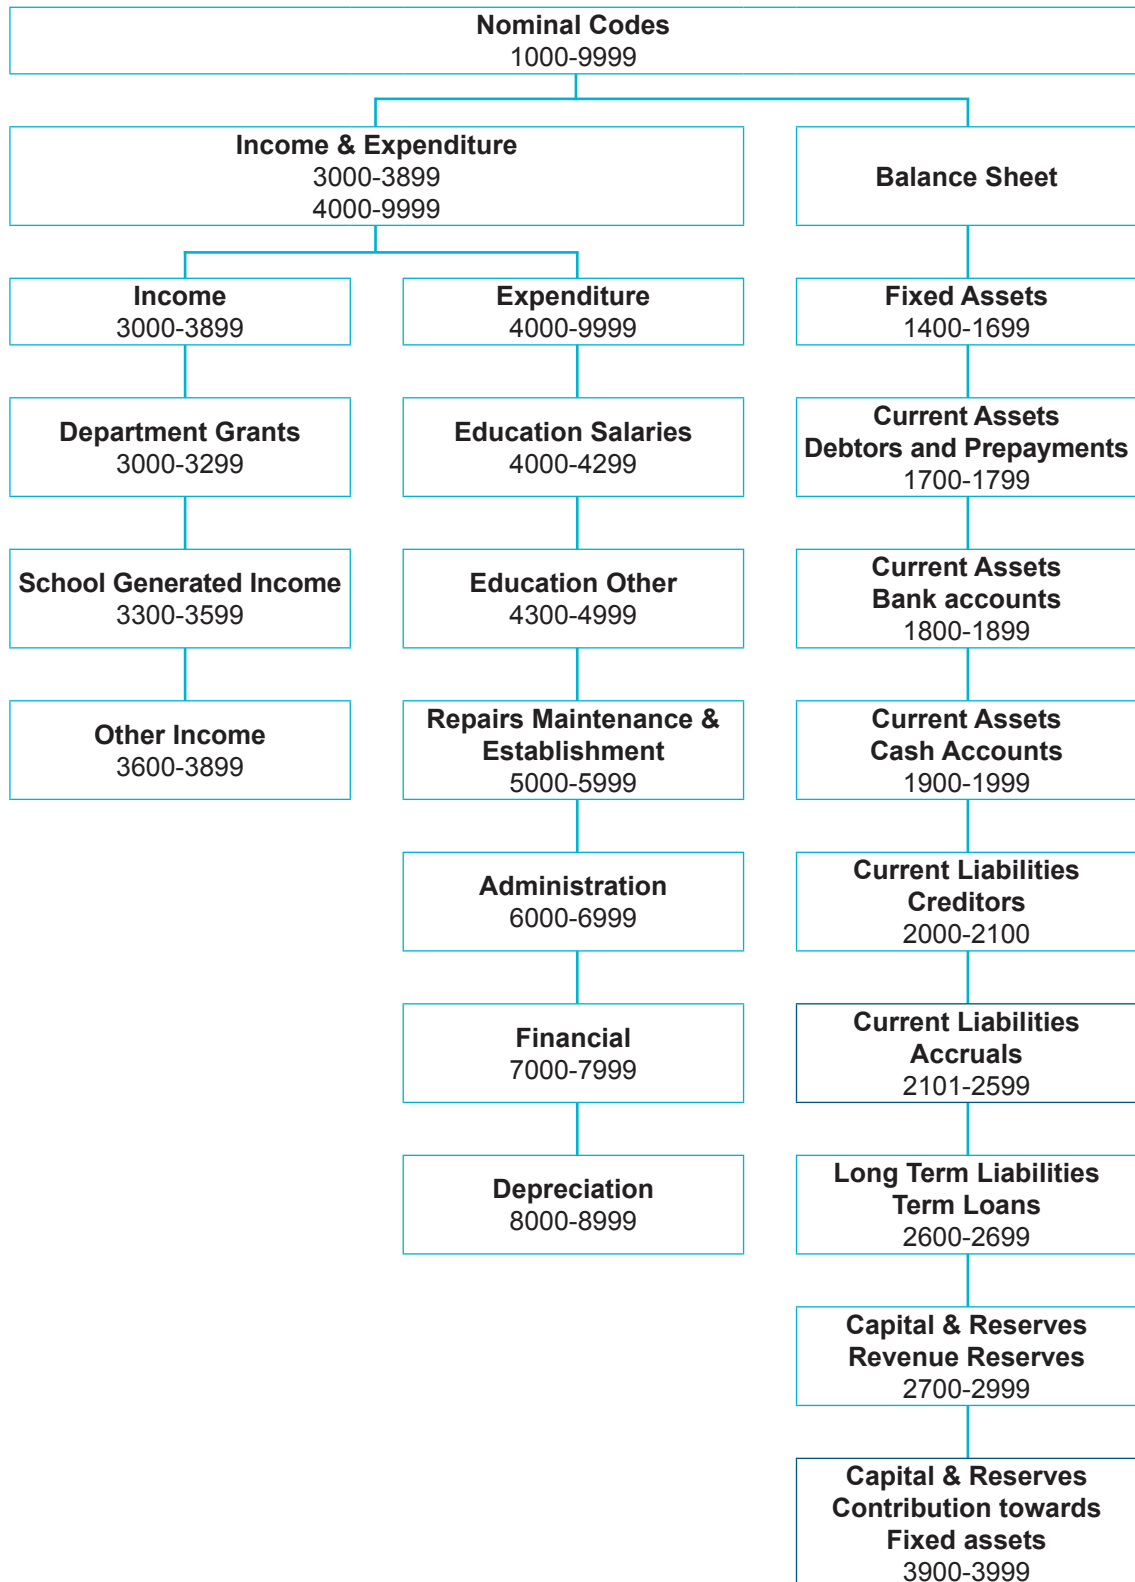 Nominal Codes
1000-9999
Income & Expenditure
3000-3899
4000-9999
Balance Sheet
Income
3000-3899
Expenditure
4000-9999
Fixed Assets
1400-1699
Department Grants
3000-3299
Education Salaries
4000-4299
Current Assets
Debtors and Prepayments
1700-1799
School Generated Income
3300-3599
Education Other
4300-4999
Current Assets
Bank accounts
1800-1899
Other Income
3600-3899
Repairs Maintenance &
Establishment
5000-5999
Current Assets
Cash Accounts
1900-1999
Administration
6000-6999
Current Liabilities
Creditors
2000-2100
Financial
7000-7999
Current Liabilities
Accruals
2101-2599
Depreciation
8000-8999
Long Term Liabilities
Term Loans
2600-2699
Capital & Reserves
Revenue Reserves
2700-2999
Capital & Reserves
Contribution towards
Fixed assets
3900-3999